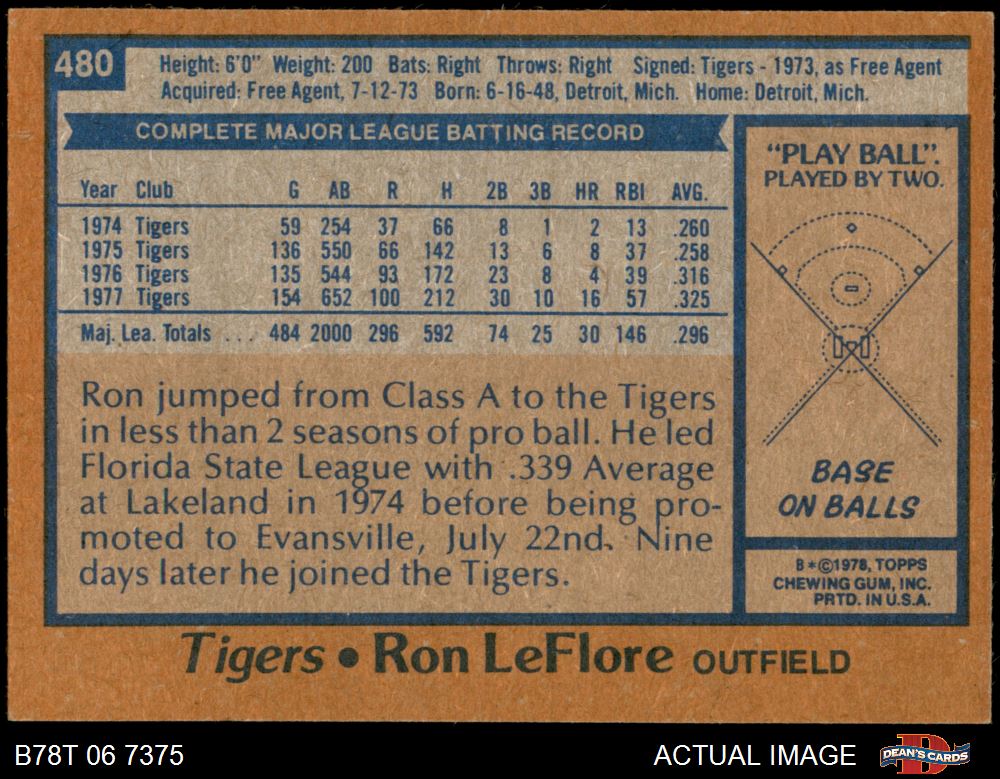 480
Height: 6'0" Weight: 200 Bats: Right Throws: Right Signed: Tigers - 1973, as Free Agent
Acquired: Free Agent, 7-12-73 Born: 6-16-48, Detroit, Mich. Home: Detroit, Mich.
COMPLETE MAJOR LEAGUE BATTING RECORD
Year Club G AB R H 2B 3B HR RBI AVG.
1974 Tigers 59 254 37 66 8 1 2 13 .260
1975 Tigers 136 550 66 142 13 6 8 37 .258
1976 Tigers 135 544 93 172 23 8 4 39 .316
1977 Tigers 154 652 100 212 30 10 16 57 .325
Maj. Lea. Totals ... 484 2000 296 592 74 25 30 146 .296
Ron jumped from Class A to the Tigers
in less than 2 seasons of pro ball. He led
Florida State League with .339 Average
at Lakeland in 1974 before being pro-
moted to Evansville, July 22nd. Nine
days later he joined the Tigers.
"PLAY BALL".
PLAYED BY TWO.
BASE
ON BALLS
B*©1978, TOPPS
CHEWING GUM, INC.
PRTD. IN U.S.A.
Tigers • Ron LeFlore OUTFIELD
B78T 06 7375
ACTUAL IMAGE
D
DEAN'S CARDS